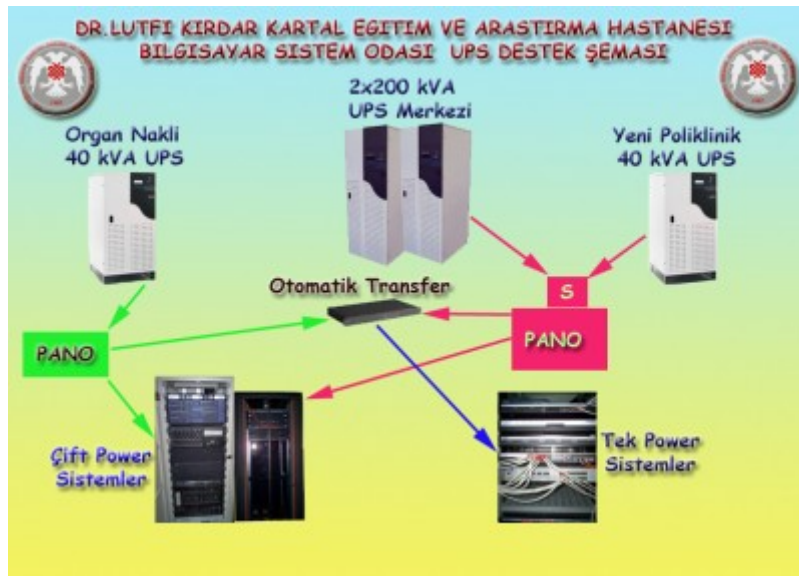 DR.LUTFI KIRDAR KARTAL EGITIM VE ARASTIRMA HASTANESI
BILGISAYAR SISTEM ODASI UPS DESTEK ŞEMASI
2x200 kVA
UPS Merkezi
Organ Nakli
40 kVA UPS
Yeni Poliklinik
40 kVA UPS
Otomatik Transfer
S
PANO
PANO
Çift Power
Sistemler
Tek Power
Sistemler